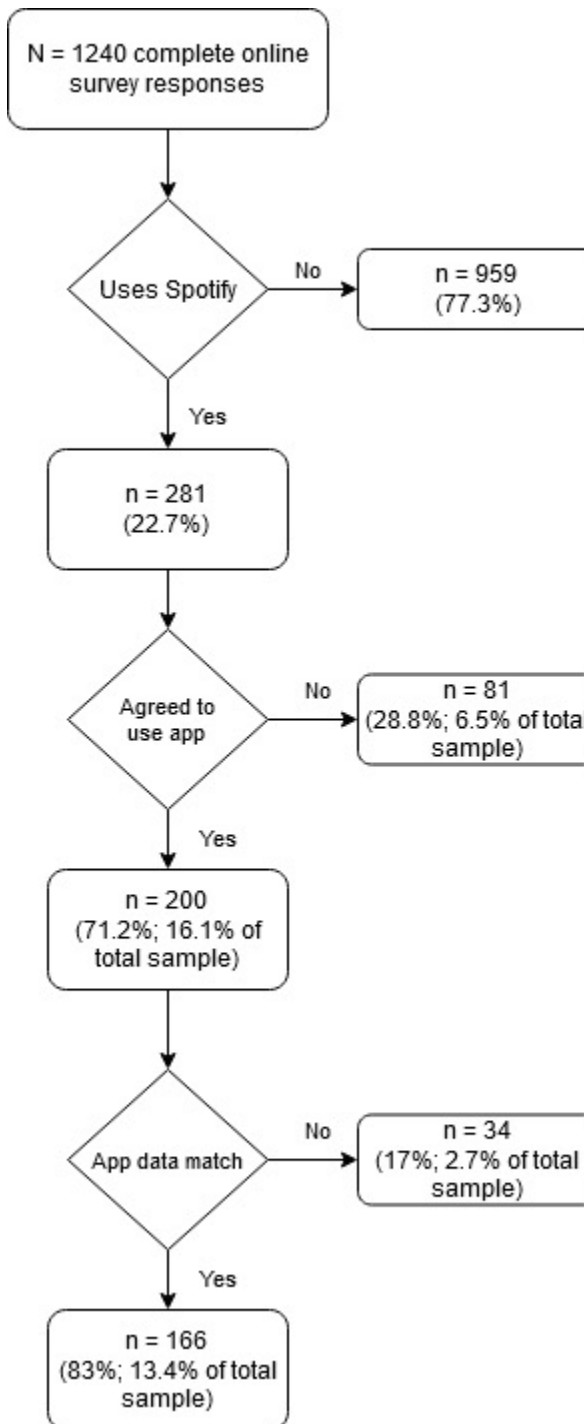 N = 1240 complete online
survey responses
Uses Spotify
No
n = 959
(77.3%)
Yes
n = 281
(22.7%)
Agreed to
use app
No
n = 81
(28.8%; 6.5% of total
sample)
Yes
n = 200
(71.2%; 16.1% of
total sample)
App data match
No
n = 34
(17%; 2.7% of total
sample)
Yes
n = 166
(83%; 13.4% of total
sample)